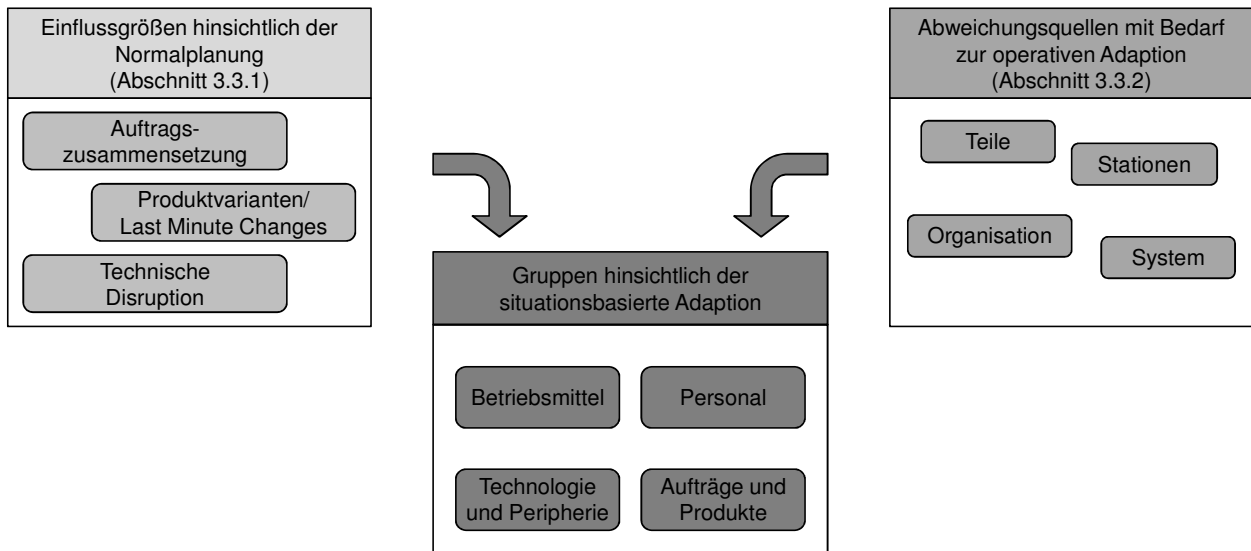 Einflussgrößen hinsichtlich der
Normalplanung
(Abschnitt 3.3.1)
Auftrags-
zusammensetzung
Produktvarianten/
Last Minute Changes
Technische
Disruption
Abweichungsquellen mit Bedarf
zur operativen Adaption
(Abschnitt 3.3.2)
Teile
Stationen
Organisation
System
Gruppen hinsichtlich der
situationsbasierte Adaption
Betriebsmittel
Personal
Technologie
und Peripherie
Aufträge und
Produkte